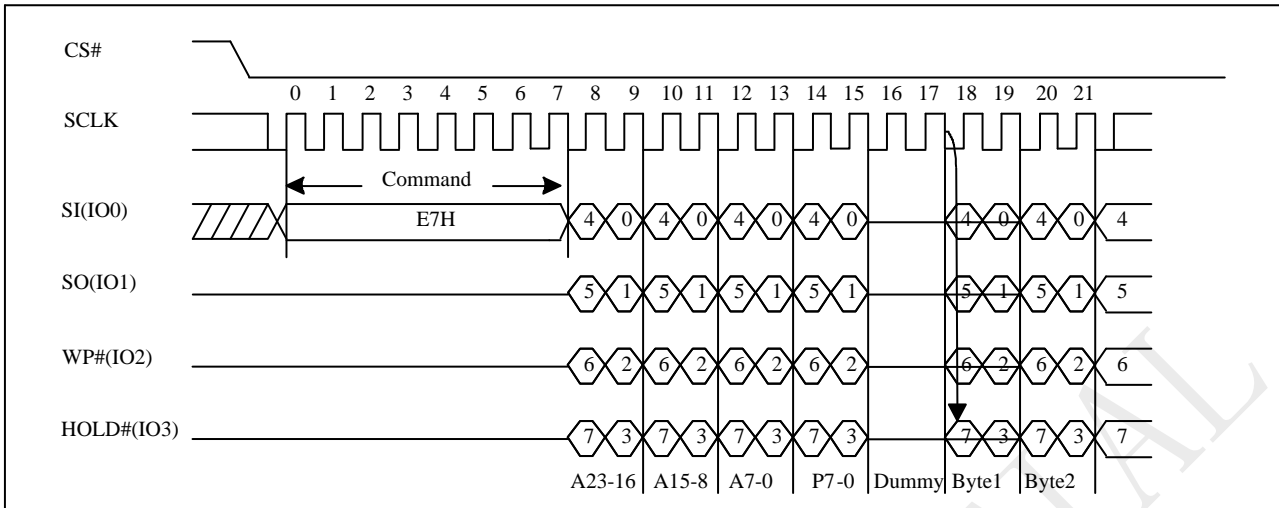 CS#
0 1 2 3 4 5 6 7 8 9 10 11 12 13 14 15 16 17 18 19 20 21
SCLK
Command
SI(IO0) E7H 4 0 4 0 4 0 4 0 4 0 4 0 4
SO(IO1) 5 1 5 1 5 1 5 1 5 1 5 1 5
WP#(IO2) 6 2 6 2 6 2 6 2 6 2 6 2 6
HOLD#(IO3) 7 3 7 3 7 3 7 3 7 3 7 3 7
A23-16 A15-8 A7-0 P7-0 Dummy Byte1 Byte2